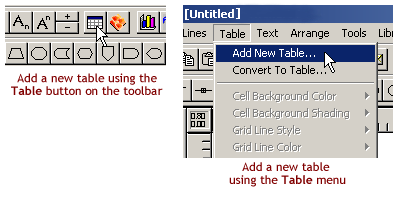 A+
A-
Add a new table using the
Table button on the toolbar
[Untitled]
Lines Table Text Arrange Tools
Add New Table...
Convert To Table...
Cell Background Color
Cell Background Shading
Grid Line Style
Grid Line Color
Add a new table
using the Table menu